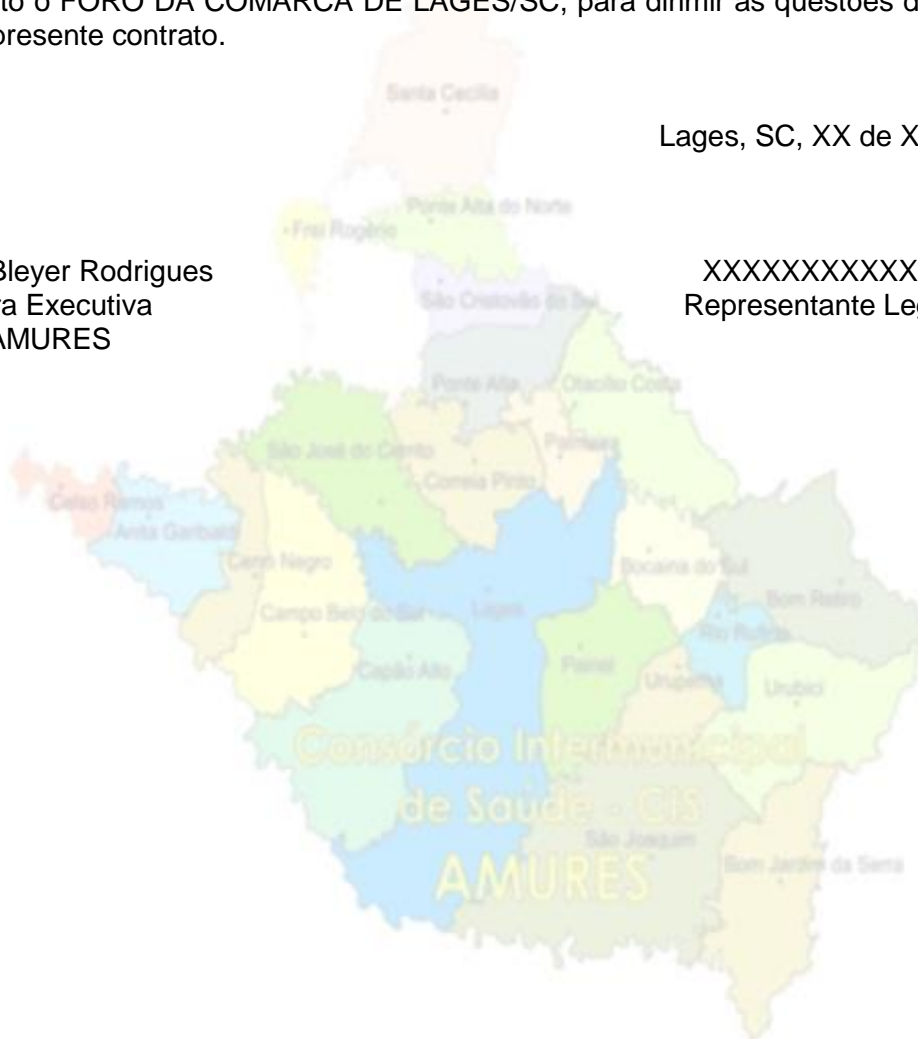 to o FORO DA COMARCA DE LAGES/SC, para dirimir as questões d
presente contrato.
Lages, SC, XX de X
Bleyer Rodrigues
ra Executiva
AMURES
XXXXXXXXXXX
Representante Leg
Santa Cecília
Ponte Alta do Norte
Frei Rogério
São Cristovão do Sul
Ponte Alta
Otacílio Costa
São José do Cerrito
Correia Pinto
Palmeira
Celso Ramos
Anita Garibaldi
Cerro Negro
Bocaina do Sul
Bom Retiro
Campo Belo do Sul
Lages
Rio Rufino
Capão Alto
Painel
Urupema
Urubici
Consórcio Intermunicipal
de Saúde - CIS
AMURES
São Joaquim
Bom Jardim da Serra